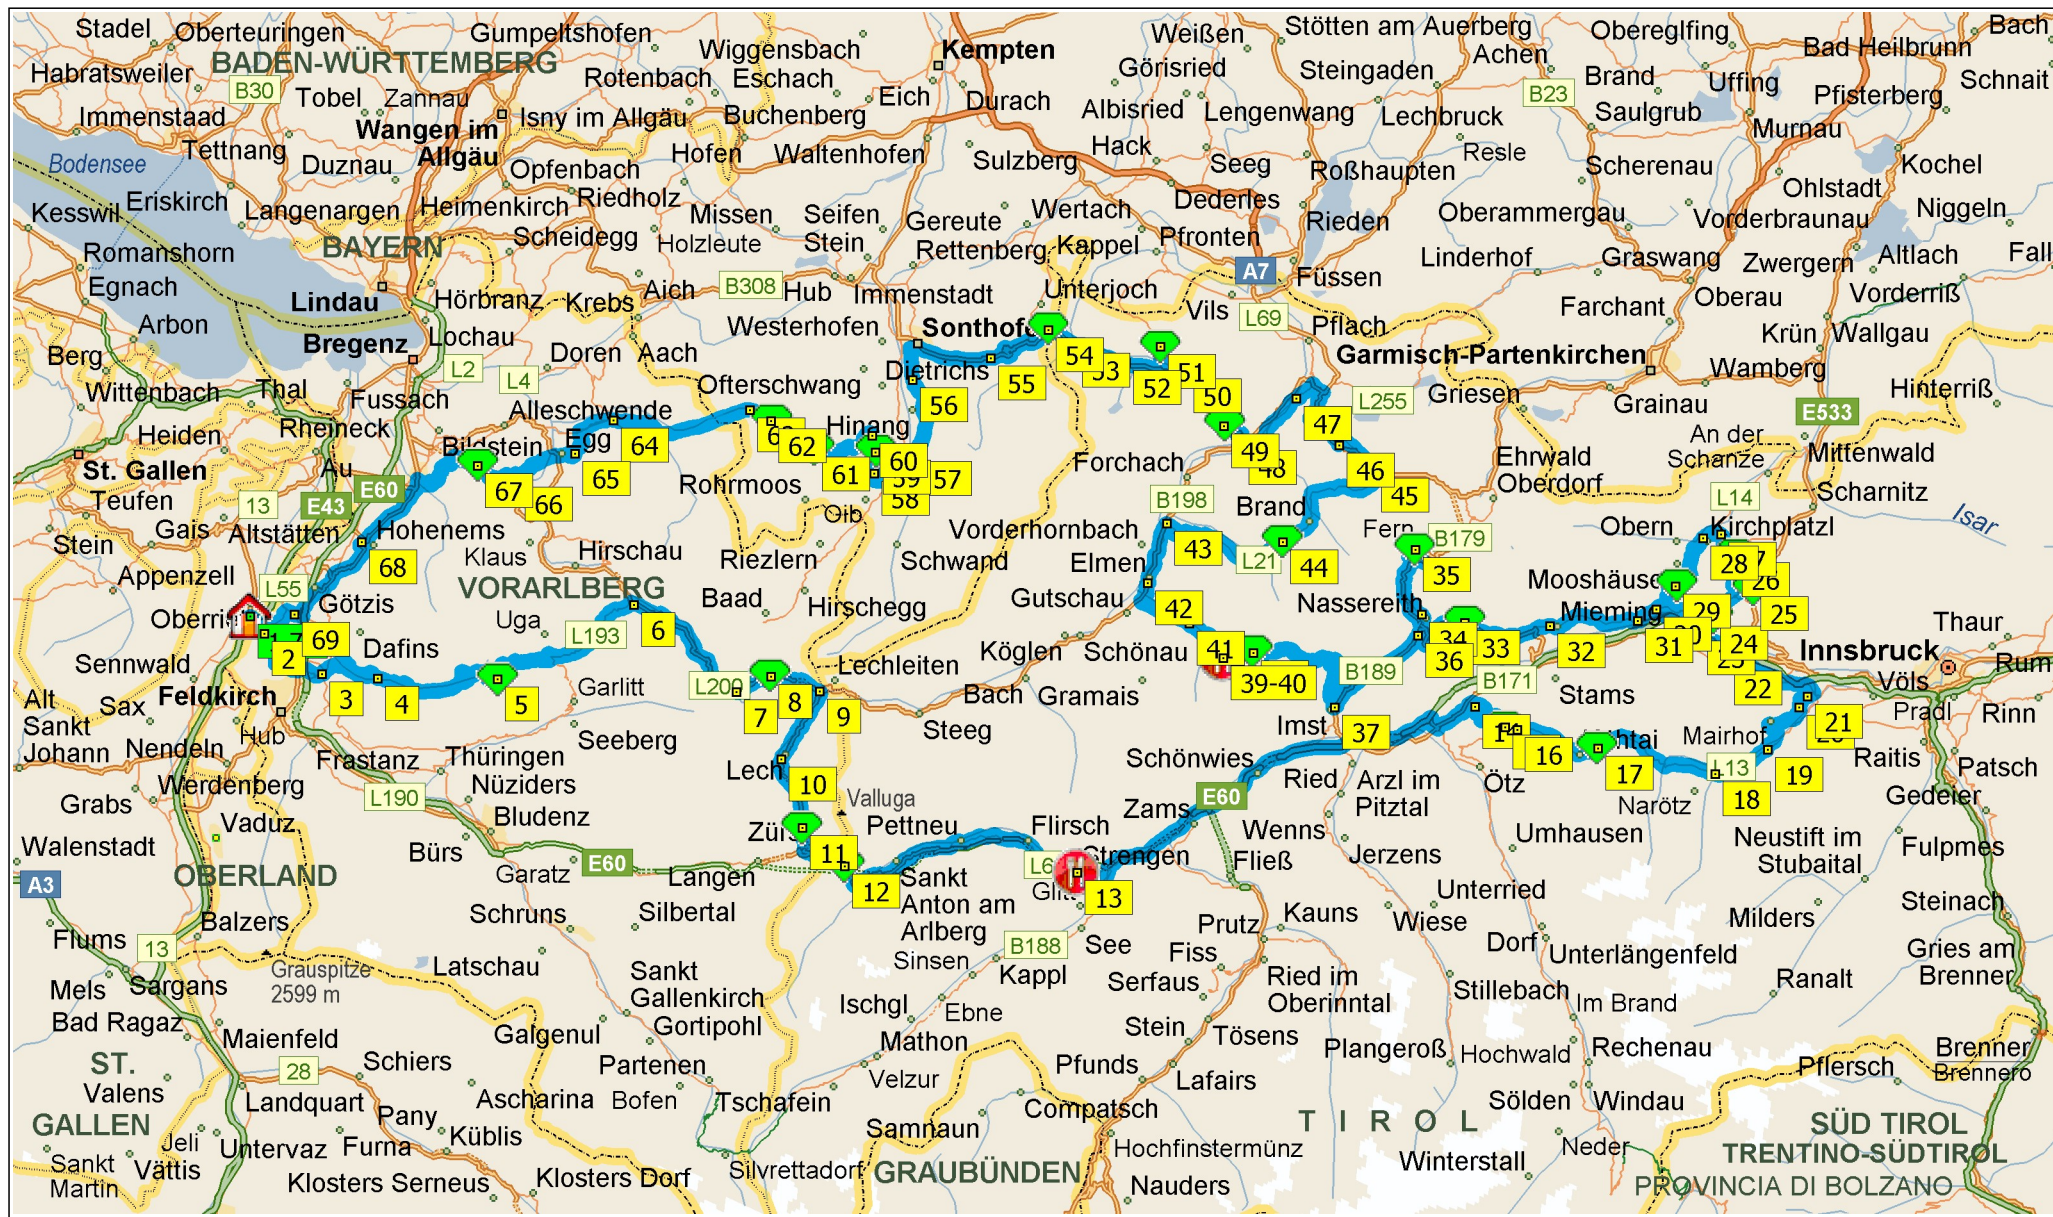 Stadel
Oberteuringen
Gumpeltshofen
Wiggensbach
Kempten
Weißen
Stötten am Auerberg
Obereglfing
Bad Heilbrunn
Bach
BADEN-WÜRTTEMBERG
Achen
Habratsweiler
B30
Tobel
Zannau
Rotenbach
Eschach
Görisried
Steingaden
Brand
Uffing
Schnait
Immenstaad
Wangen im
Allgäu
Isny im Allgäu
Buchenberg
Eich
Durach
Albisried
Lengenwang
Lechbruck
B23
Saulgrub
Pfisterberg
Murnau
Tettnang
Bodensee
Duznau
Opfenbach
Hofen
Waltenhofen
Sulzberg
Hack
Seeg
Roßhaupten
Resle
Scherenau
Kochel
Kesswil
Eriskirch
Langenargen
Heimenkirch
Riedholz
Missen
Seifen
Stein
Gereute
Wertach
Dederles
Rieden
Oberammergau
Ohlstadt
Vorderbraunau
Niggeln
Romanshorn
BAYERN
Scheidegg
Holzleute
Rettenberg
Kappel
Pfronten
Linderhof
Graswang
Zwergern
Altlach
Fall
Egnach
Lindau
Hörbranz
Krebs
Aich
B308
Hub
Immenstadt
Unterjoch
Vils
A7
Füssen
L69
Farchant
Oberau
Vorderriß
Arbon
Bregenz
Lochau
Westerhofen
Pflach
Krün
Wallgau
Berg
L2
L4
Doren
Aach
Dietrichs
54
52
51
50
55
Garmisch-Partenkirchen
Wamberg
Wittenbach
Thal
Fussach
Ofterschwang
56
L255
Griesen
Grainau
Hinterriß
Heiden
Rheineck
Alleschwende
Egg
64
62
Hinang
47
49
E533
An der
Schanze
Mittenwald
St. Gallen
Au
E60
E43
67
66
65
Rohrmoos
61
60
57
58
Forchach
46
45
Ehrwald
Oberdorf
Teufen
13
Gais
Altstätten
Hohenems
B198
Brand
L14
Scharnitz
Stein
Klaus
Hirschau
Riezlern
Schwand
Vorderhornbach
43
L21
44
B179
35
Obern
Kirchplatzl
28
26
Isar
Appenzell
L55
68
VORARLBERG
Baad
Hirschegg
Elmen
Gutschau
42
Nassereith
Mieming
29
25
Götzis
Uga
L193
6
Thaur
2
69
Dafins
Lechleiten
Köglen
Schönau
41
39-40
B189
36
33
32
31
24
Innsbruck
Rum
Sennwald
3
4
5
Garlitt
L200
7
8
9
Bach
Gramais
B171
Stams
22
Völs
Alt
Sankt
Johann
Sax
Feldkirch
Hub
Steeg
Imst
37
Pradl
Rinn
Nendeln
Frastanz
Thüringen
Nüziders
Seeberg
Lech
10
Schönwies
Ried
Arzl im
Pitztal
16
17
Ötz
Mairhof
L13
21
19
18
Raitis
Patsch
Werdenberg
Grabs
L190
Bludenz
Valluga
Pettneu
Flirsch
Zams
E60
Narötz
Gedeier
Vaduz
11
Wenns
Umhausen
Neustift im
Stubaital
Walenstadt
Bürs
Garatz
E60
Langen
12
Sankt
Anton am
Arlberg
Strengen
13
Fließ
Jerzens
Fulpmes
A3
OBERLAND
Schruns
Silbertal
Unterried
Milders
Steinach
Balzers
Flums
13
B188
See
Prutz
Kauns
Wiese
Dorf
Unterlängenfeld
Gries am
Brenner
Grauspitze
2599 m
Latschau
Sinsen
Kappl
Fiss
Serfaus
Mels
Sargans
Sankt
Gallenkirch
Gortipohl
Ischgl
Ebne
Ried im
Oberinntal
Stillebach
Im Brand
Ranalt
Bad Ragaz
Maienfeld
Galgenul
Mathon
Stein
Tösens
Plangeroß
Hochwald
Rechenau
Brenner
Brennero
ST.
GALLEN
Valens
28
Schiers
Partenen
Velzur
Pfunds
Lafairs
Pflersch
Landquart
Pany
Ascharina
Bofen
Tschafein
Compatsch
TIROL
Sölden
Windau
SÜD TIROL
TRENTINO-SÜDTIROL
PROVINCIA DI BOLZANO
Jeli
Untervaz
Furna
Küblis
Samnaun
Hochfinstermünz
Neder
Sankt
Martin
Vättis
Klosters Serneus
Klosters Dorf
Silvrettadorf
GRAUBÜNDEN
Nauders
Winterstall